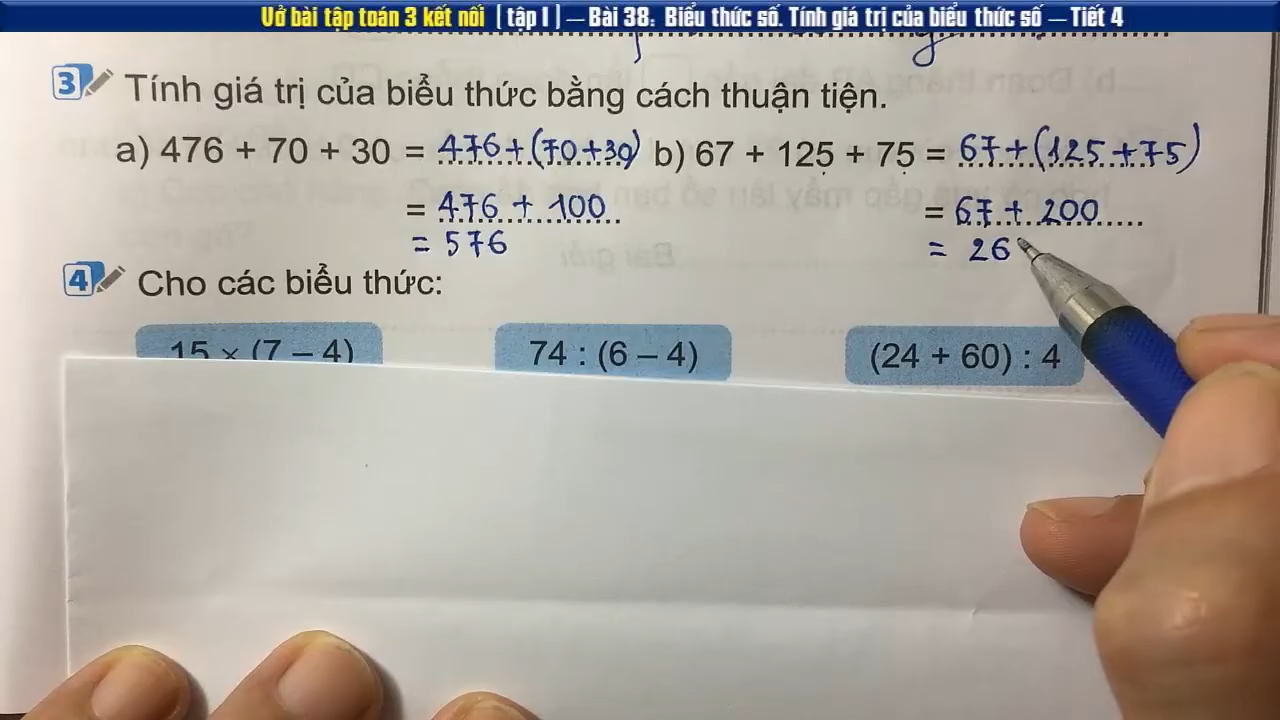 Vở bài tập toán 3 kết nối [ tập 1 ] – Bài 38: Biểu thức số. Tính giá trị của biểu thức số – Tiết 4
3 Tính giá trị của biểu thức bằng cách thuận tiện.
a) 476 + 70 + 30 = 476 + (70+30) b) 67 + 125 + 75 = 67 + (125 + 75)
= 476 + 100 = 67 + 200
= 576 = 26
4 Cho các biểu thức:
15 × (7 – 4) 74 : (6 – 4) (24 + 60) : 4